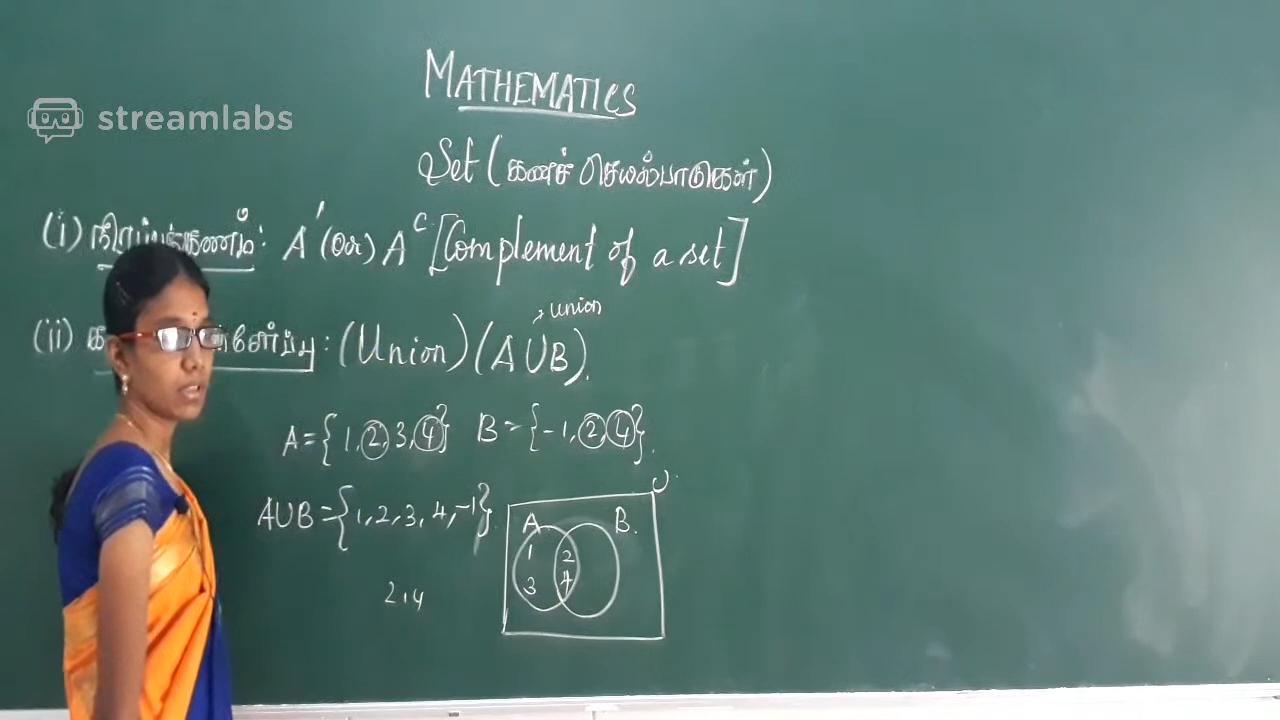 streamlabs
MATHEMATICS
Set (கணச் செயல்பாடுகள்)
(i) நிரப்புக்கணம்: A' (or) Aᶜ [Complement of a set]
union
(ii) (Union) (A ∪ B).
A = {1, 2, 3, 4} B = {-1, 2, 4}.
A∪B = {1, 2, 3, 4, -1}.
U
A B.
1 2
3 4
2, 4